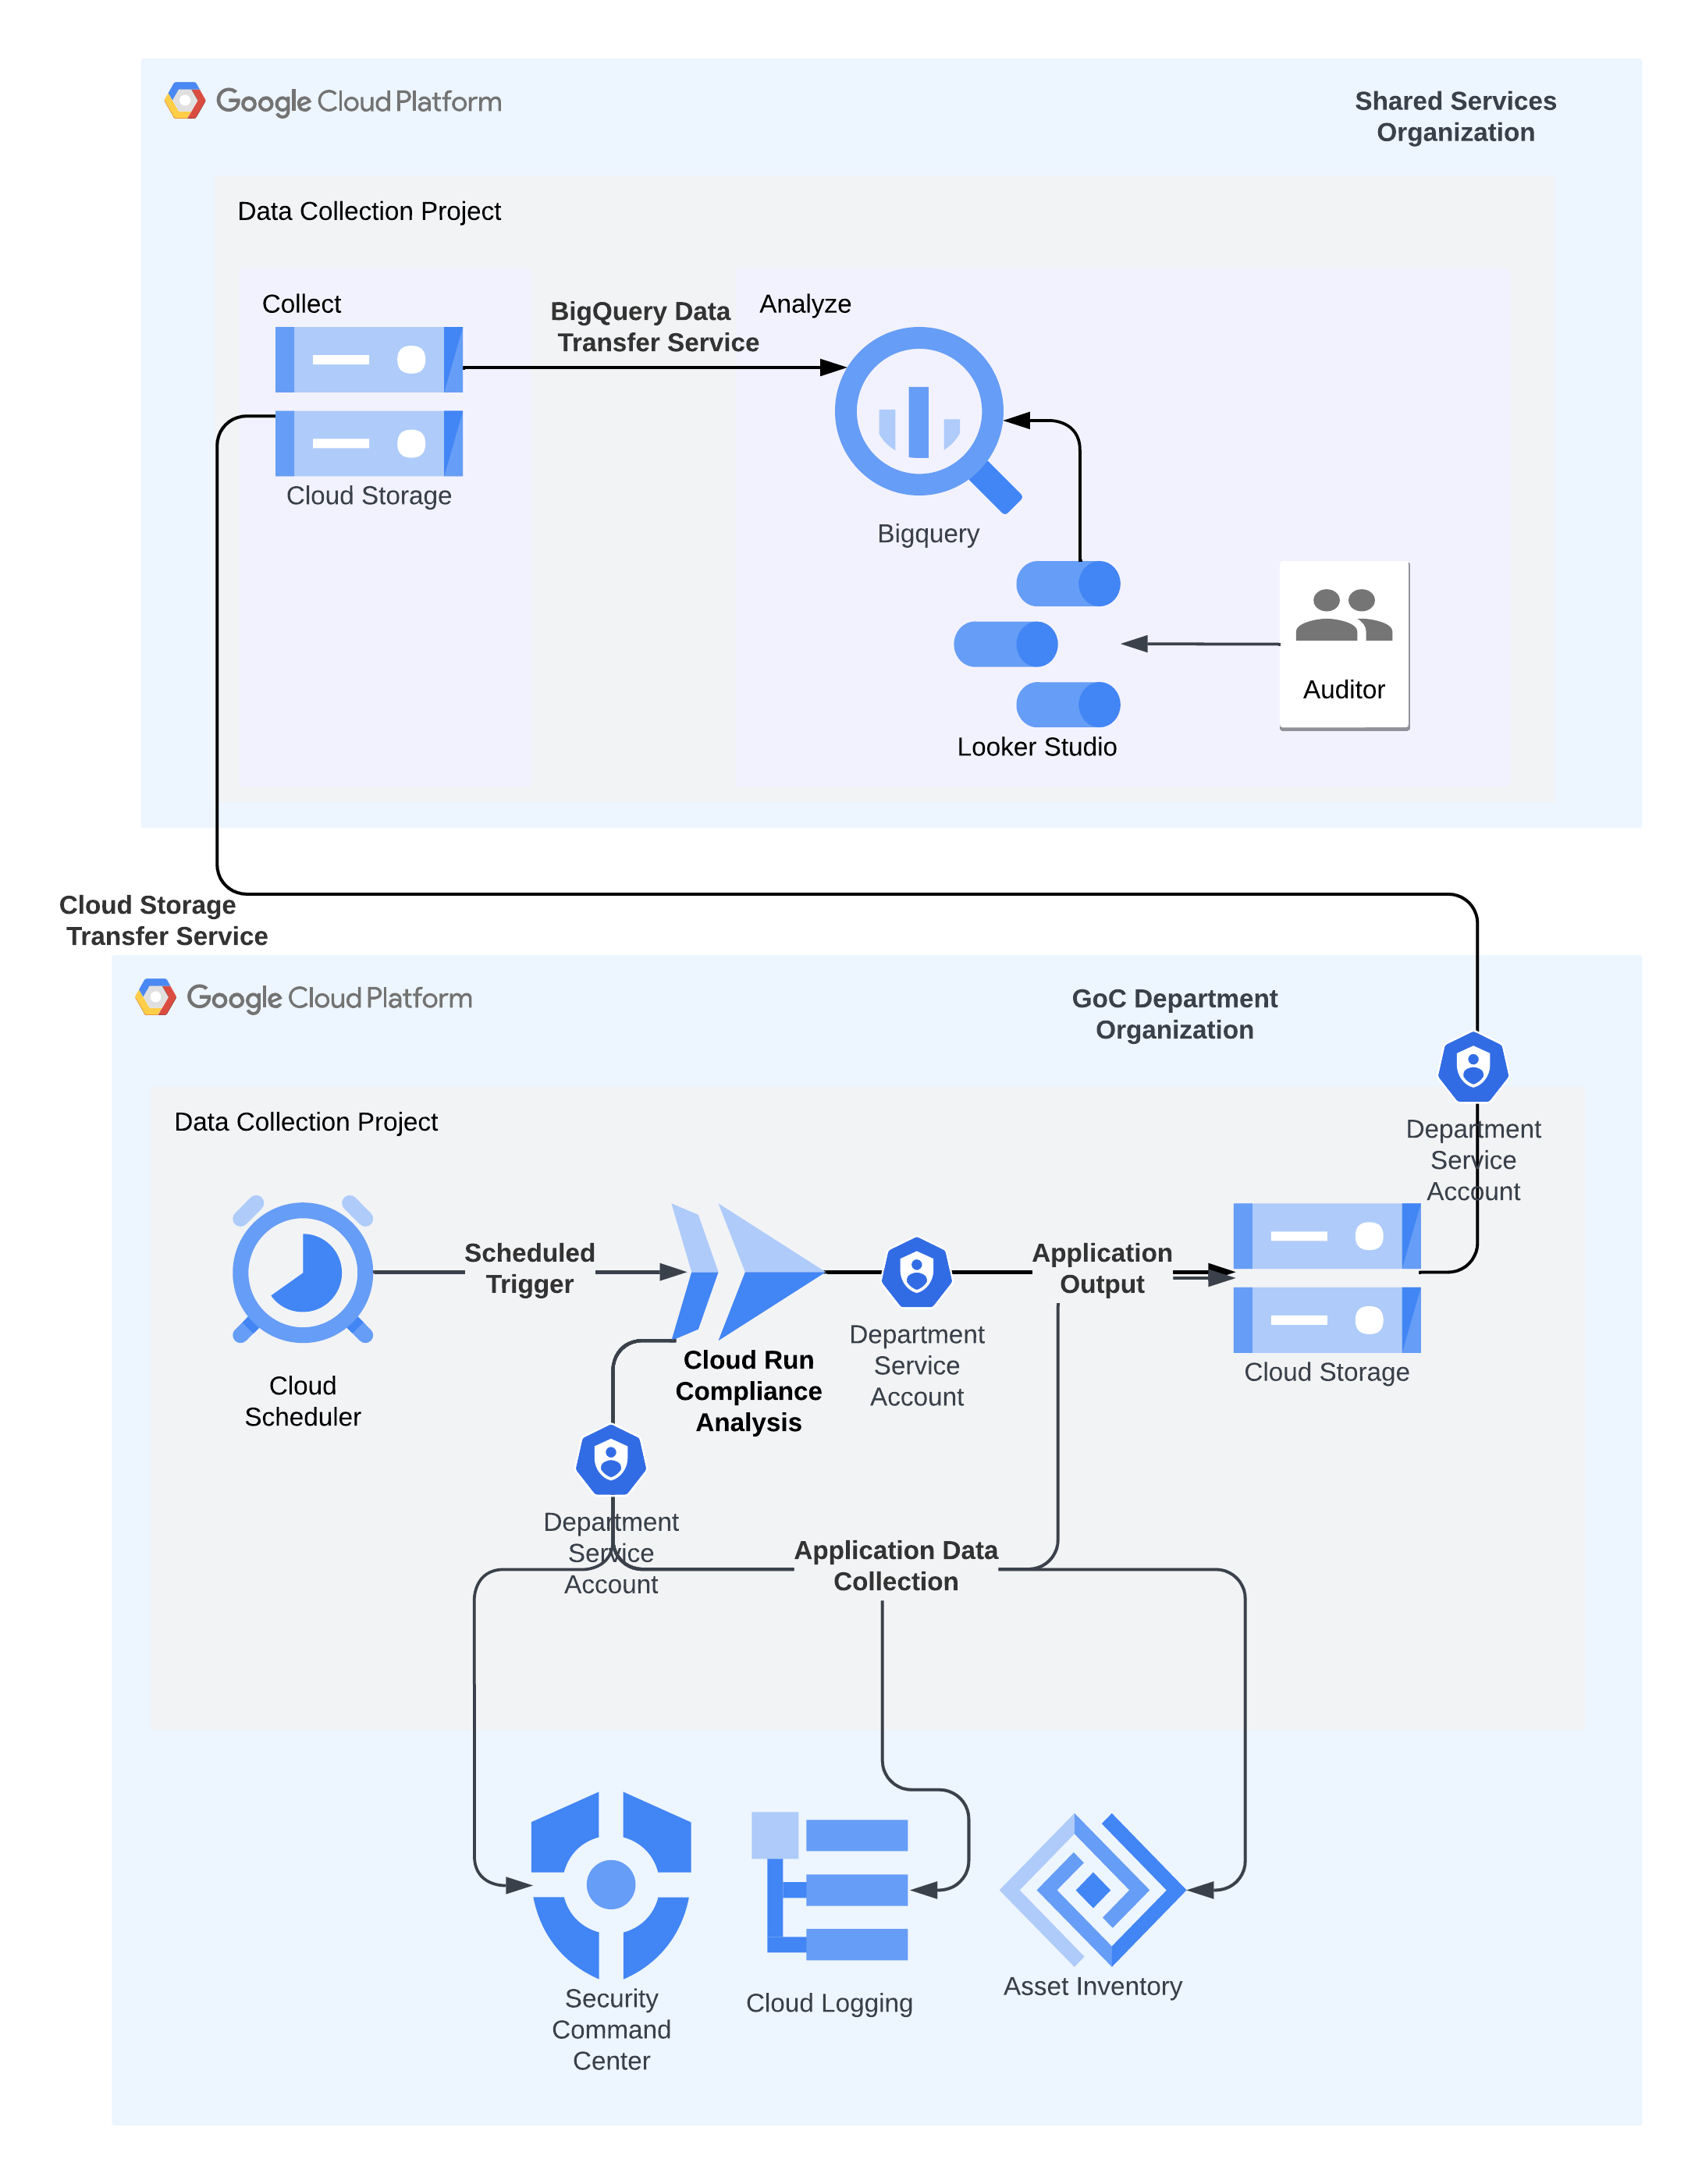 Google Cloud Platform
Shared Services
Organization
Data Collection Project
Collect
BigQuery Data
Transfer Service
Analyze
Cloud Storage
Bigquery
Auditor
Looker Studio
Cloud Storage
Transfer Service
Google Cloud Platform
GoC Department
Organization
Data Collection Project
Department
Service
Account
Scheduled
Trigger
Application
Output
Department
Service
Account
Cloud Run
Compliance
Analysis
Cloud Storage
Cloud
Scheduler
Department
Service
Account
Application Data
Collection
Security
Command
Center
Cloud Logging
Asset Inventory